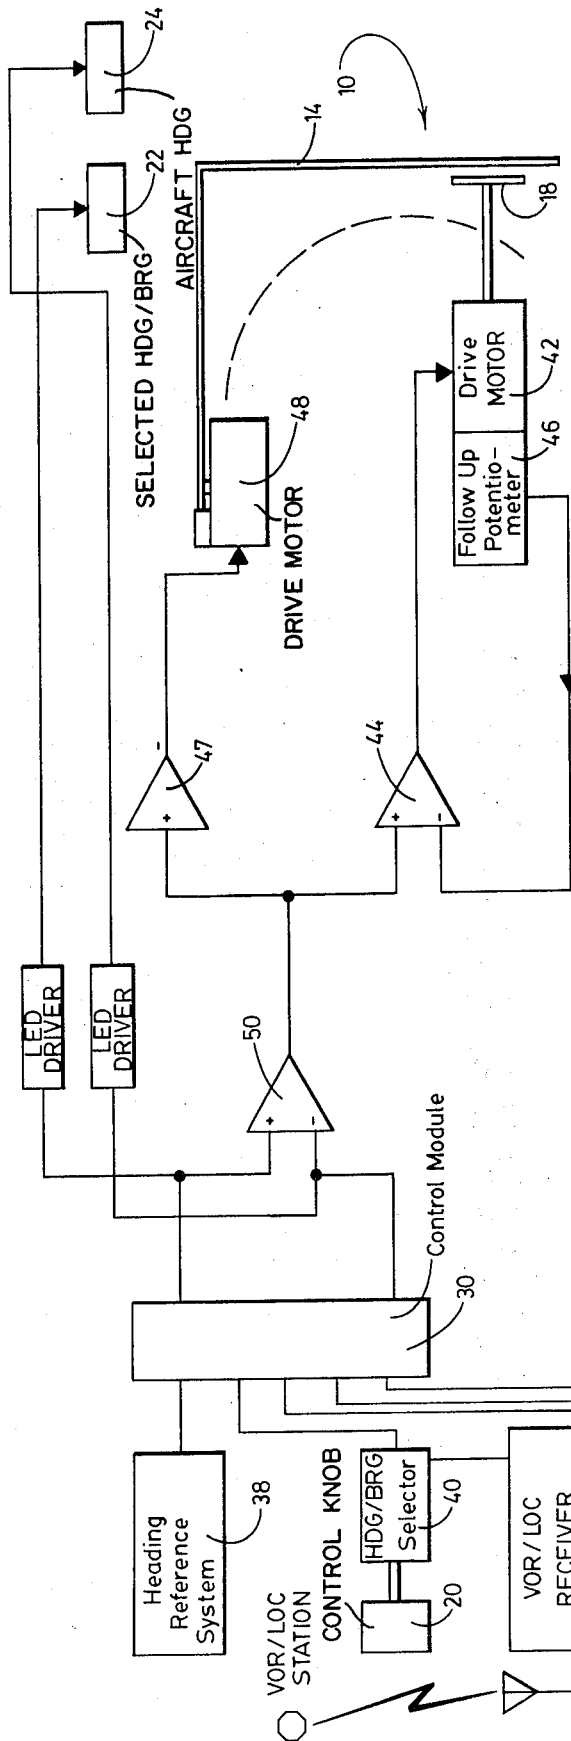 24
AIRCRAFT HDG
22
SELECTED HDG/BRG
10
14
18
Drive
MOTOR
42
Follow Up
Potentio-
meter
46
48
DRIVE MOTOR
-
+
47
+
-
44
LED
DRIVER
LED
DRIVER
+
-
50
Control Module
30
Heading
Reference
System
38
VOR/LOC
STATION
CONTROL KNOB
20
HDG/BRG
Selector
40
VOR/LOC
RECEIVER